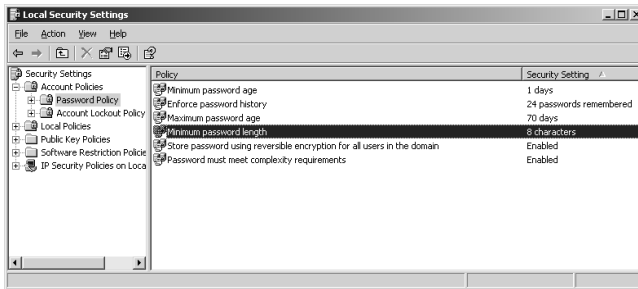 Local Security Settings
File Action View Help
Security Settings
Account Policies
Password Policy
Account Lockout Policy
Local Policies
Public Key Policies
Software Restriction Policie
IP Security Policies on Loca
Policy Security Setting
Minimum password age 1 days
Enforce password history 24 passwords remembered
Maximum password age 70 days
Minimum password length 8 characters
Store password using reversible encryption for all users in the domain Enabled
Password must meet complexity requirements Enabled